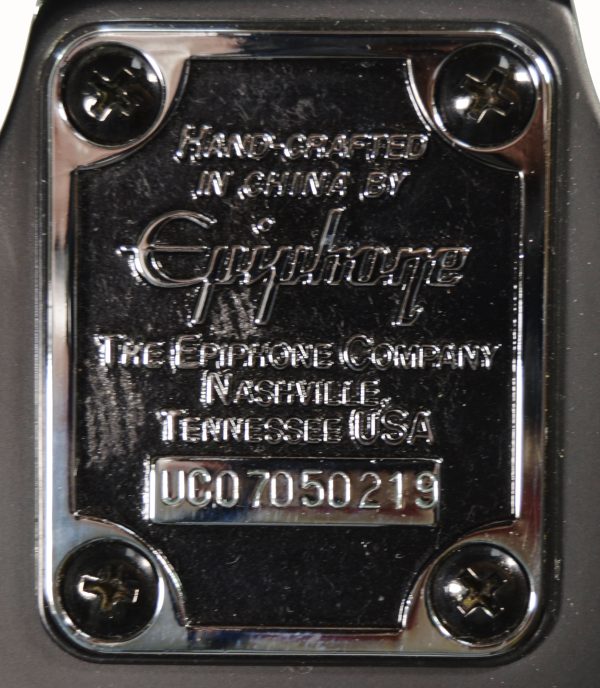 HAND-CRAFTED
IN CHINA BY
Epiphone
THE EPIPHONE COMPANY
NASHVILLE,
TENNESSEE USA
UC07050219